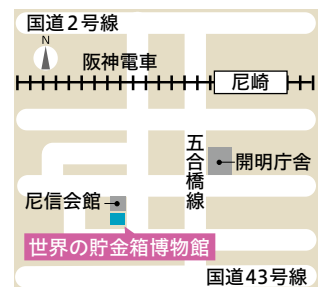 国道2号線
N
阪神電車
尼崎
五合橋線
開明庁舎
尼信会館
世界の貯金箱博物館
国道43号線